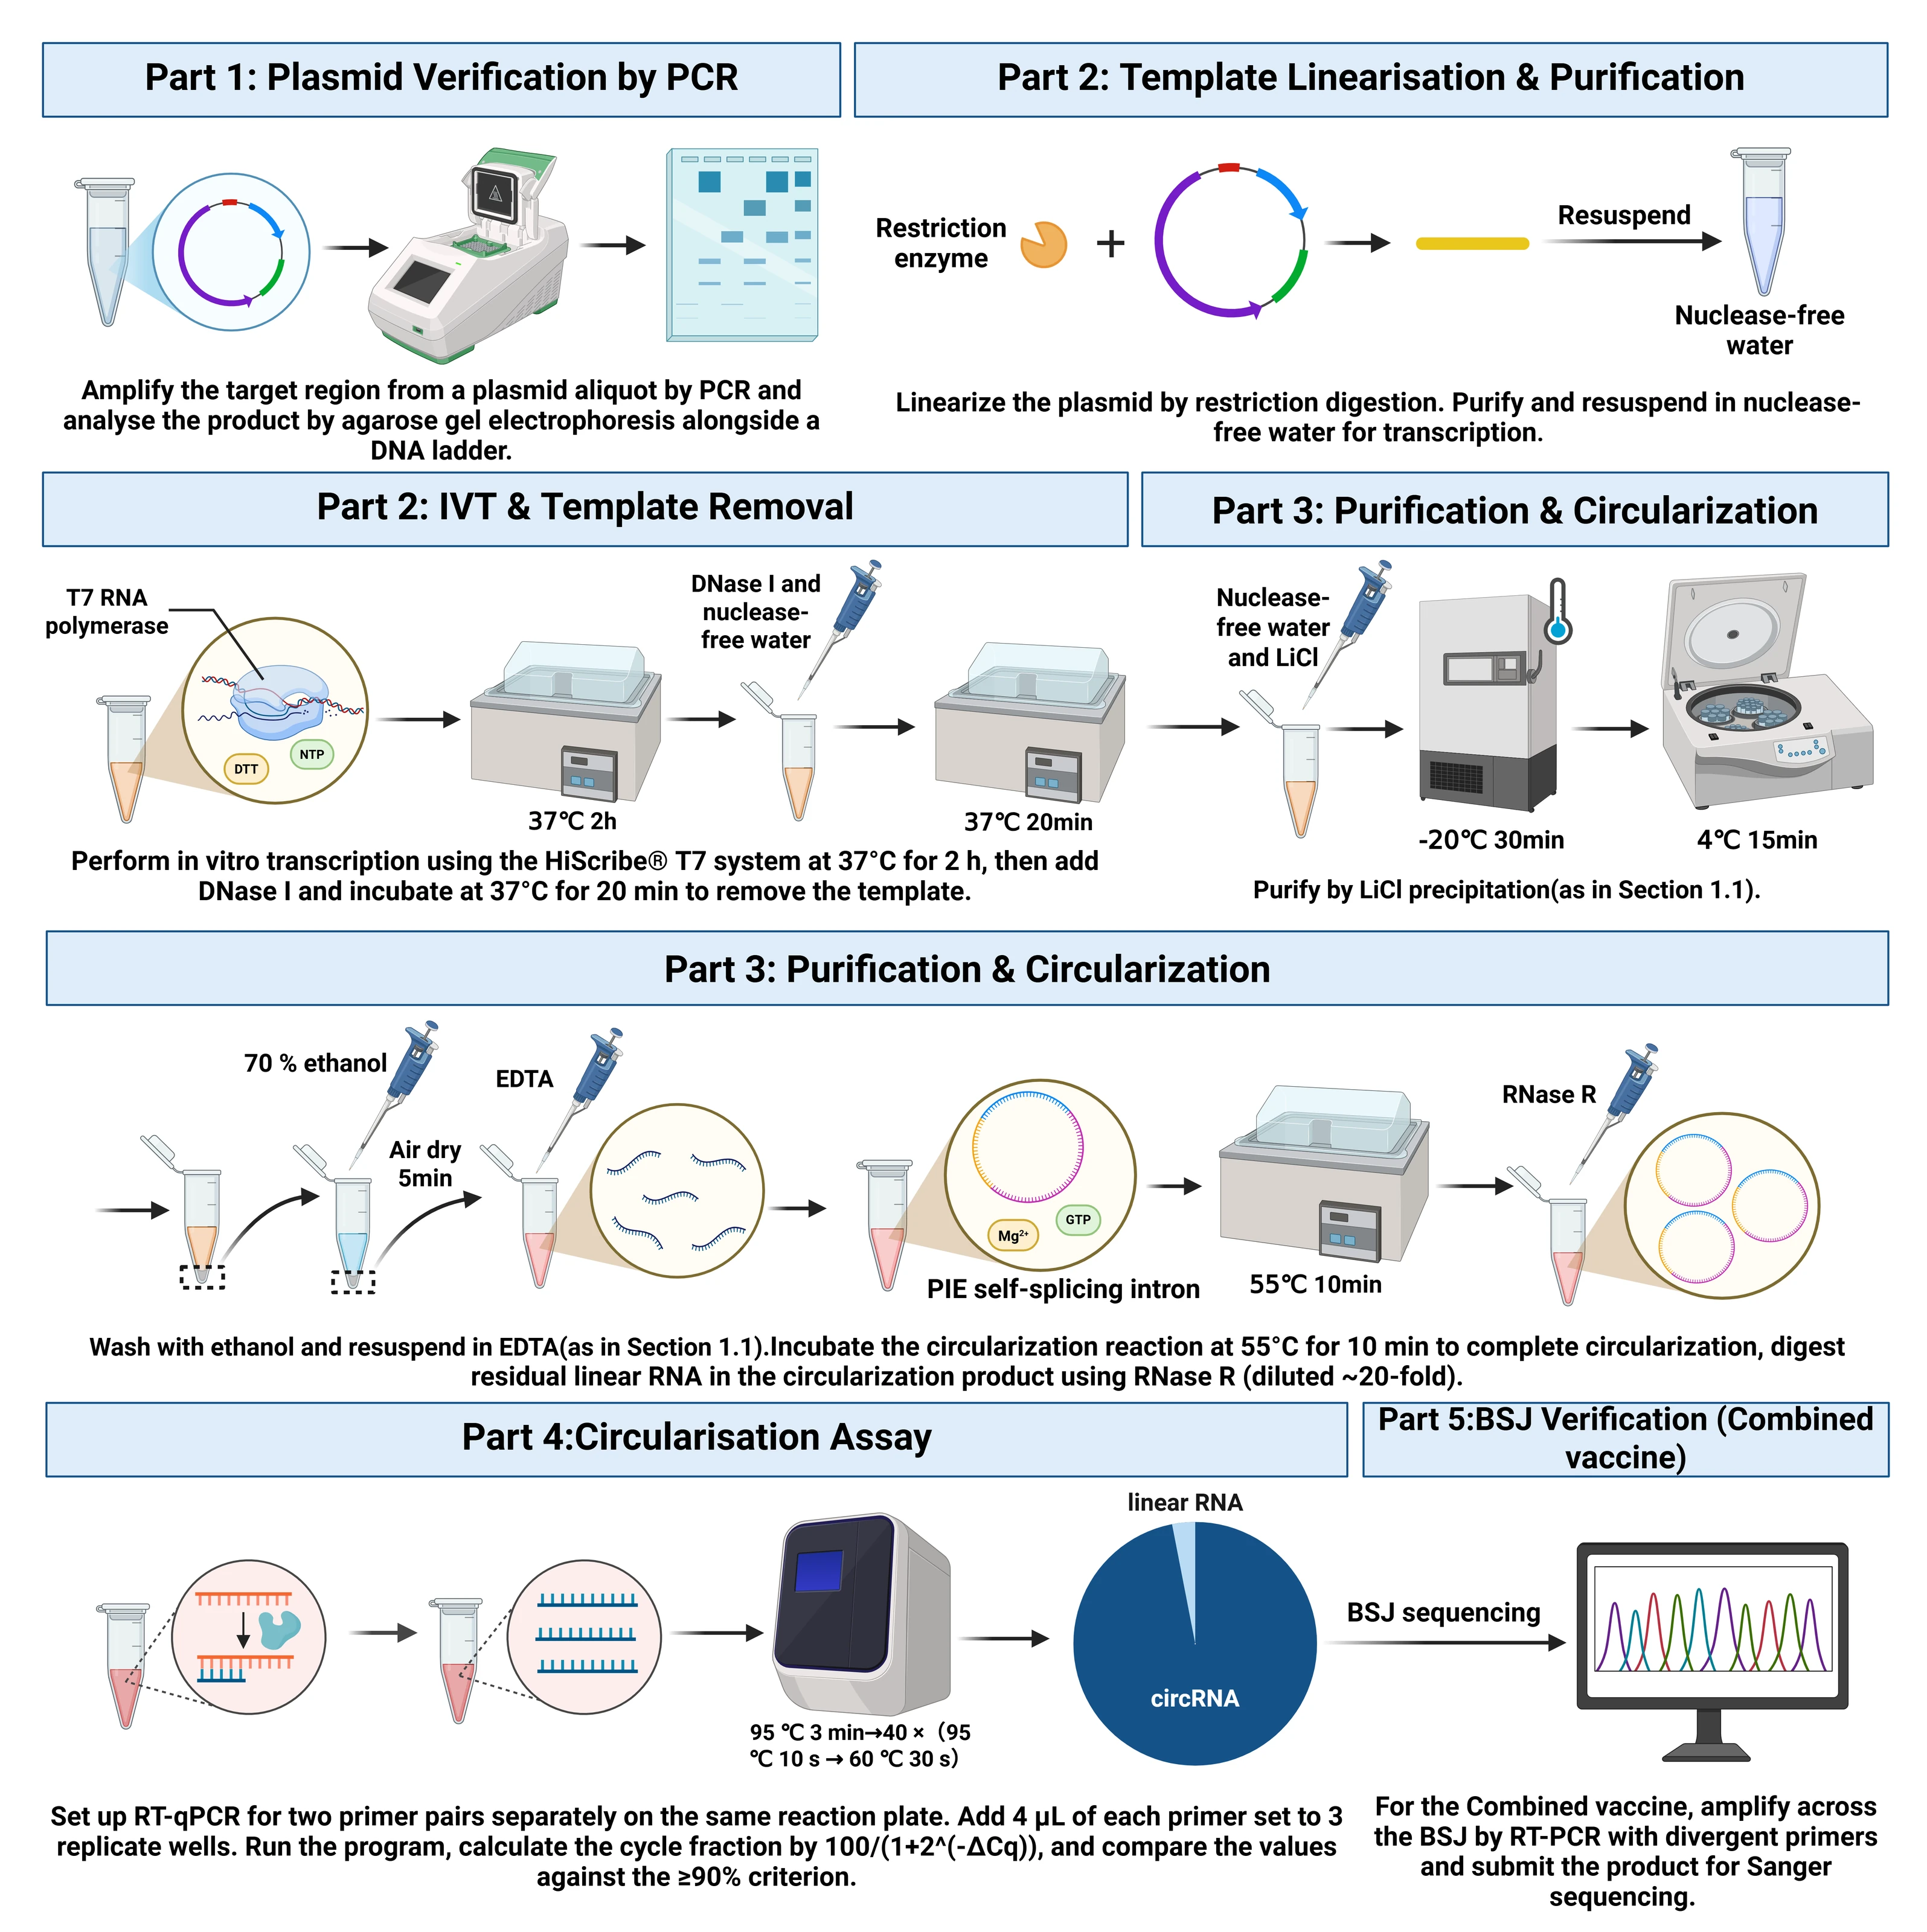 Part 1: Plasmid Verification by PCR
Part 2: Template Linearisation & Purification
Restriction
enzyme
+
Resuspend
Nuclease-free
water
Amplify the target region from a plasmid aliquot by PCR and
analyse the product by agarose gel electrophoresis alongside a
DNA ladder.
Linearize the plasmid by restriction digestion. Purify and resuspend in nuclease-
free water for transcription.
Part 2: IVT & Template Removal
Part 3: Purification & Circularization
T7 RNA
polymerase
DTT
NTP
37℃ 2h
DNase I and
nuclease-
free water
37℃ 20min
Nuclease-
free water
and LiCl
-20℃ 30min
4℃ 15min
Perform in vitro transcription using the HiScribe® T7 system at 37°C for 2 h, then add
DNase I and incubate at 37°C for 20 min to remove the template.
Purify by LiCl precipitation(as in Section 1.1).
Part 3: Purification & Circularization
70 % ethanol
Air dry
5min
EDTA
Mg²⁺
GTP
PIE self-splicing intron
55℃ 10min
RNase R
Wash with ethanol and resuspend in EDTA(as in Section 1.1).Incubate the circularization reaction at 55°C for 10 min to complete circularization, digest
residual linear RNA in the circularization product using RNase R (diluted ~20-fold).
Part 4:Circularisation Assay
Part 5:BSJ Verification (Combined
vaccine)
95 ℃ 3 min→40 ×（95
℃ 10 s → 60 ℃ 30 s）
linear RNA
circRNA
BSJ sequencing
Set up RT-qPCR for two primer pairs separately on the same reaction plate. Add 4 μL of each primer set to 3
replicate wells. Run the program, calculate the cycle fraction by 100/(1+2^(-ΔCq)), and compare the values
against the ≥90% criterion.
For the Combined vaccine, amplify across
the BSJ by RT-PCR with divergent primers
and submit the product for Sanger
sequencing.